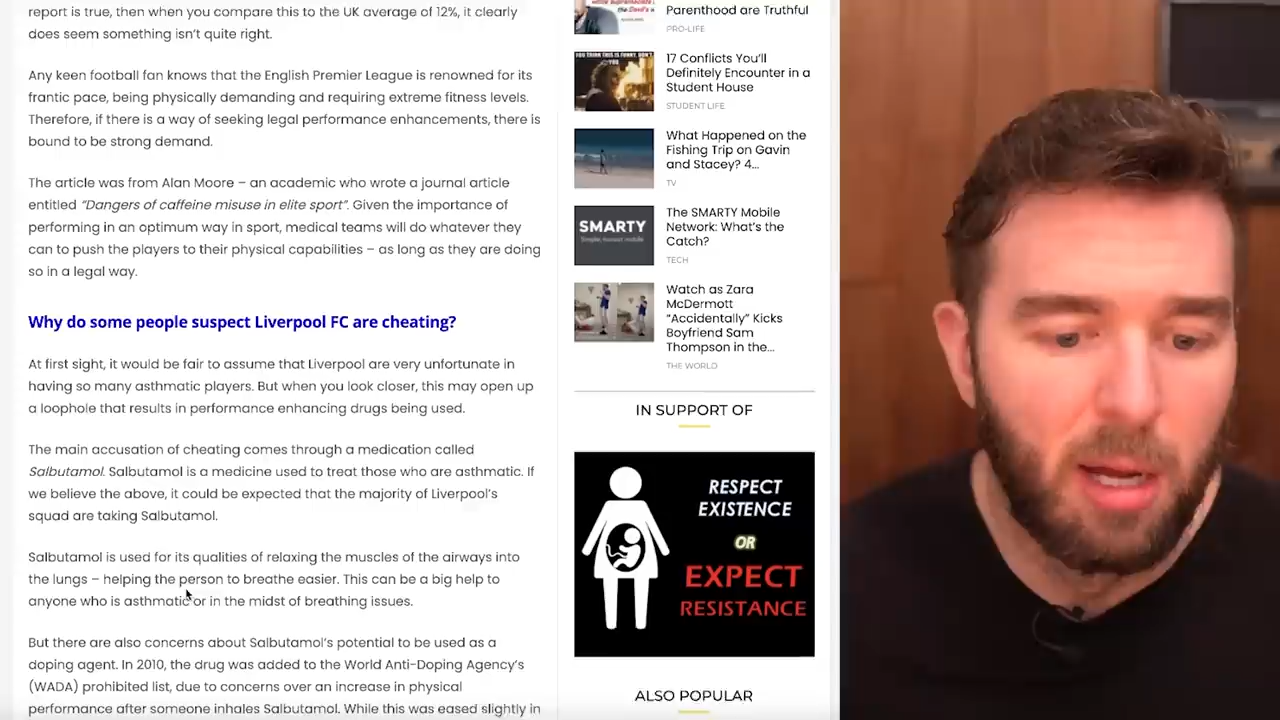 report is true, then when you compare this to the UK average of 12%, it clearly
does seem something isn't quite right.
Any keen football fan knows that the English Premier League is renowned for its
frantic pace, being physically demanding and requiring extreme fitness levels.
Therefore, if there is a way of seeking legal performance enhancements, there is
bound to be strong demand.
The article was from Alan Moore – an academic who wrote a journal article
entitled "Dangers of caffeine misuse in elite sport". Given the importance of
performing in an optimum way in sport, medical teams will do whatever they
can to push the players to their physical capabilities – as long as they are doing
so in a legal way.
Why do some people suspect Liverpool FC are cheating?
At first sight, it would be fair to assume that Liverpool are very unfortunate in
having so many asthmatic players. But when you look closer, this may open up
a loophole that results in performance enhancing drugs being used.
The main accusation of cheating comes through a medication called
Salbutamol. Salbutamol is a medicine used to treat those who are asthmatic. If
we believe the above, it could be expected that the majority of Liverpool's
squad are taking Salbutamol.
Salbutamol is used for its qualities of relaxing the muscles of the airways into
the lungs – helping the person to breathe easier. This can be a big help to
anyone who is asthmatic or in the midst of breathing issues.
But there are also concerns about Salbutamol's potential to be used as a
doping agent. In 2010, the drug was added to the World Anti-Doping Agency's
(WADA) prohibited list, due to concerns over an increase in physical
performance after someone inhales Salbutamol. While this was eased slightly in
Parenthood are Truthful
PRO-LIFE
17 Conflicts You'll
Definitely Encounter in a
Student House
STUDENT LIFE
What Happened on the
Fishing Trip on Gavin
and Stacey? 4...
TV
SMARTY
Simple, honest mobile
The SMARTY Mobile
Network: What's the
Catch?
TECH
Watch as Zara
McDermott
"Accidentally" Kicks
Boyfriend Sam
Thompson in the...
THE WORLD
IN SUPPORT OF
RESPECT
EXISTENCE
OR
EXPECT
RESISTANCE
ALSO POPULAR